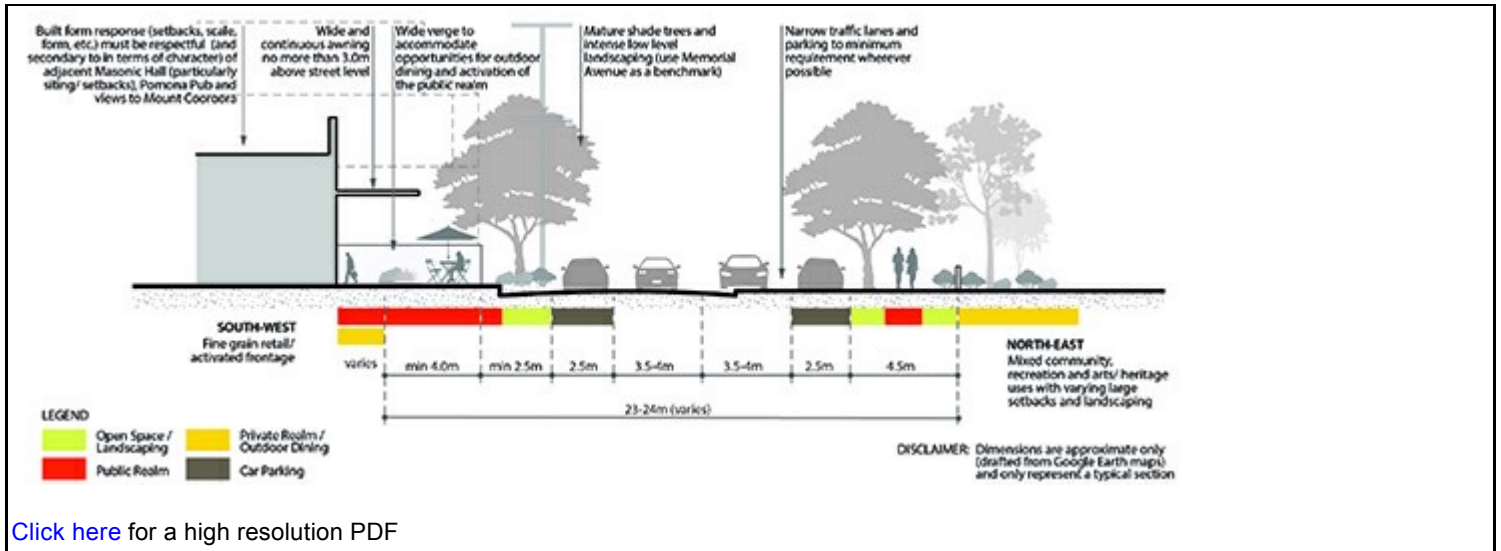 Built form response (setbacks, scale,
form, etc.) must be respectful (and
secondary to in terms of character) of
adjacent Masonic Hall (particularly
siting/ setbacks), Pomona Pub and
views to Mount Cooroora
Wide and
continuous awning
no more than 3.0m
above street level
Wide verge to
accommodate
opportunities for outdoor
dining and activation of
the public realm
Mature shade trees and
intense low level
landscaping (use Memorial
Avenue as a benchmark)
Narrow traffic lanes and
parking to minimum
requirement wherever
possible
SOUTH-WEST
Fine grain retail/
activated frontage
varies
min 4.0m
min 2.5m
2.5m
3.5-4m
3.5-4m
2.5m
4.5m
23-24m (varies)
NORTH-EAST
Mixed community,
recreation and arts/ heritage
uses with varying large
setbacks and landscaping
LEGEND
Open Space /
Landscaping
Private Realm /
Outdoor Dining
Public Realm
Car Parking
DISCLAIMER: Dimensions are approximate only
(drafted from Google Earth maps)
and only represent a typical section
Click here for a high resolution PDF